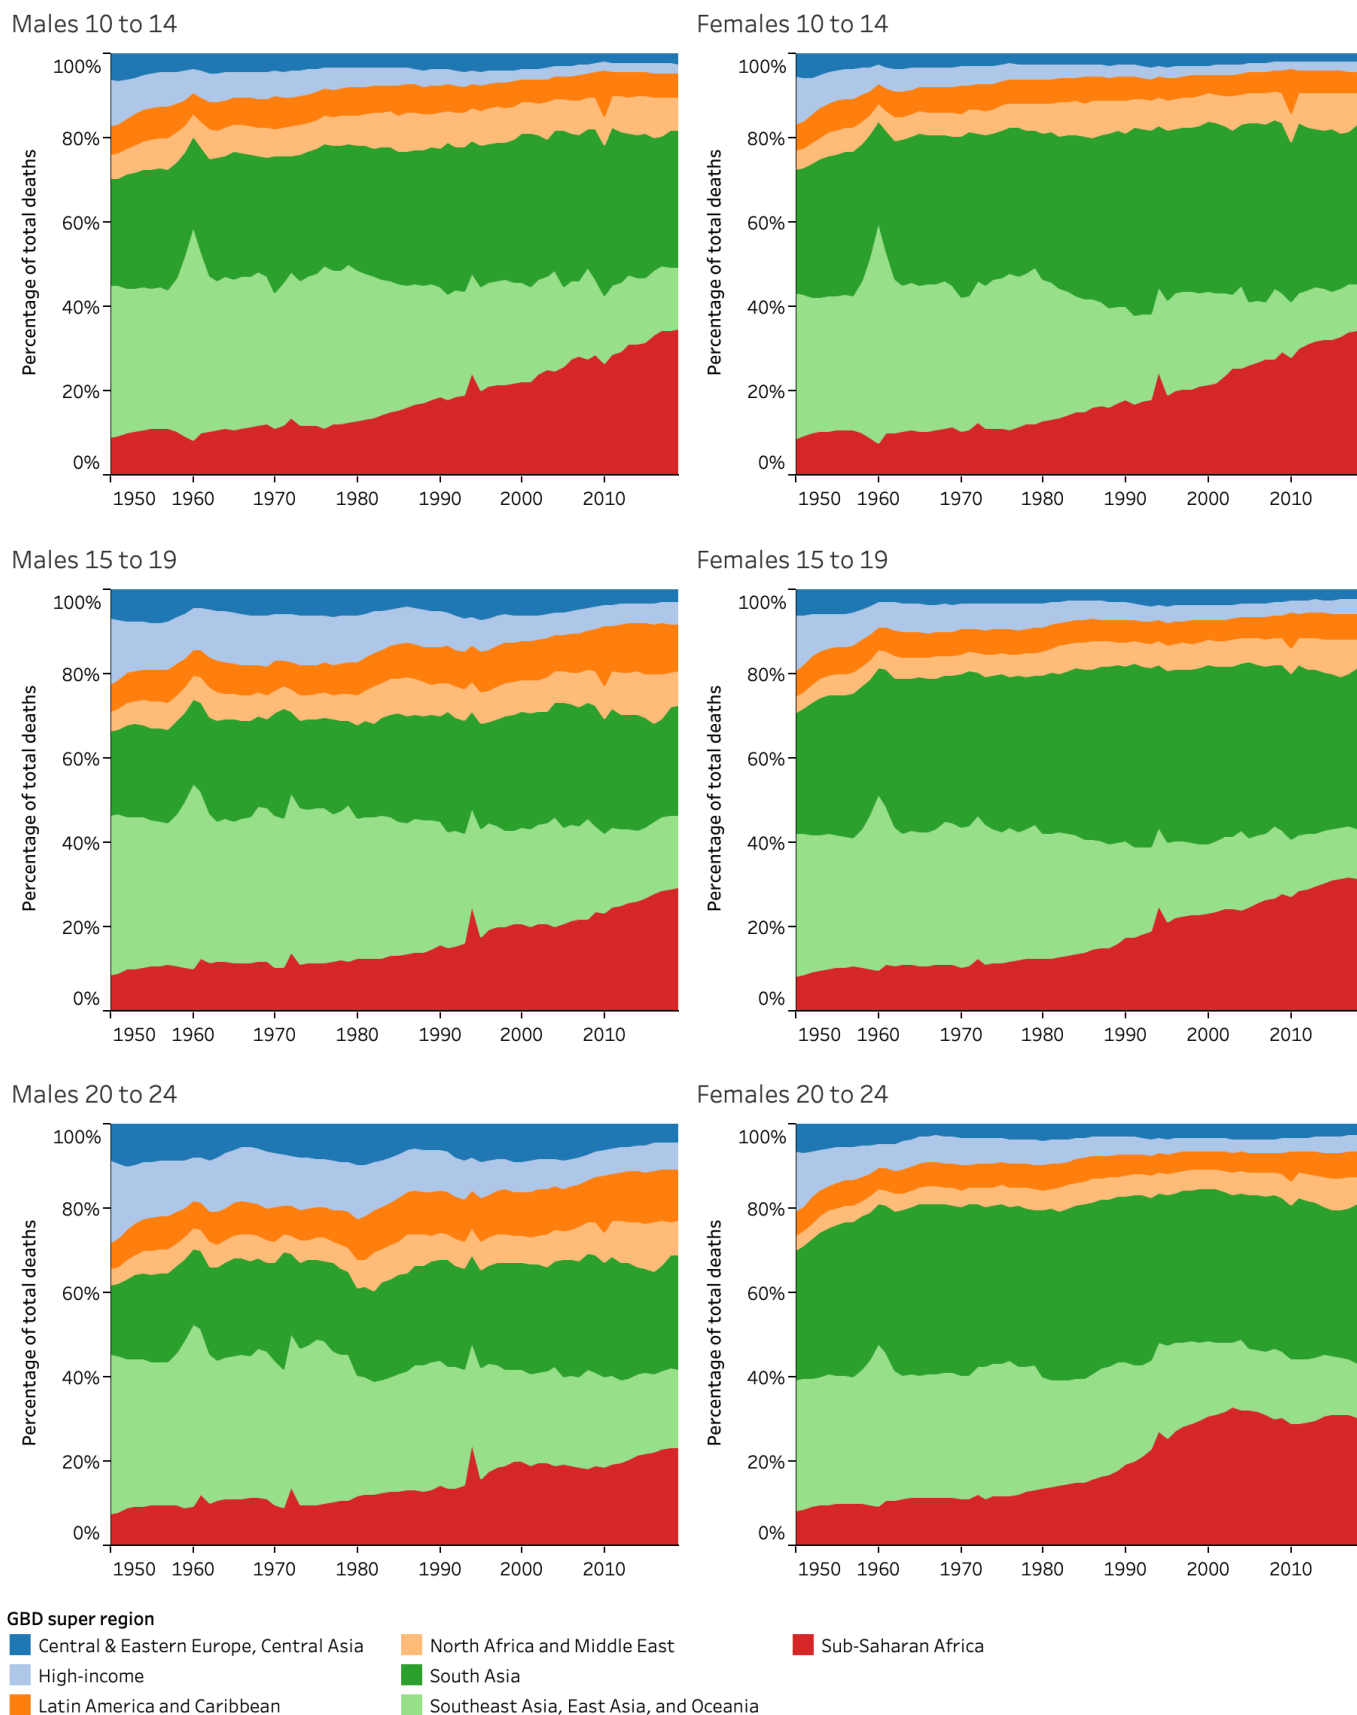 Males 10 to 14
Females 10 to 14
Percentage of total deaths
100%
80%
60%
40%
20%
0%
1950 1960 1970 1980 1990 2000 2010
Percentage of total deaths
100%
80%
60%
40%
20%
0%
1950 1960 1970 1980 1990 2000 2010
Males 15 to 19
Females 15 to 19
Percentage of total deaths
100%
80%
60%
40%
20%
0%
1950 1960 1970 1980 1990 2000 2010
Percentage of total deaths
100%
80%
60%
40%
20%
0%
1950 1960 1970 1980 1990 2000 2010
Males 20 to 24
Females 20 to 24
Percentage of total deaths
100%
80%
60%
40%
20%
0%
1950 1960 1970 1980 1990 2000 2010
Percentage of total deaths
100%
80%
60%
40%
20%
0%
1950 1960 1970 1980 1990 2000 2010
GBD super region
Central & Eastern Europe, Central Asia
High-income
Latin America and Caribbean
North Africa and Middle East
South Asia
Southeast Asia, East Asia, and Oceania
Sub-Saharan Africa